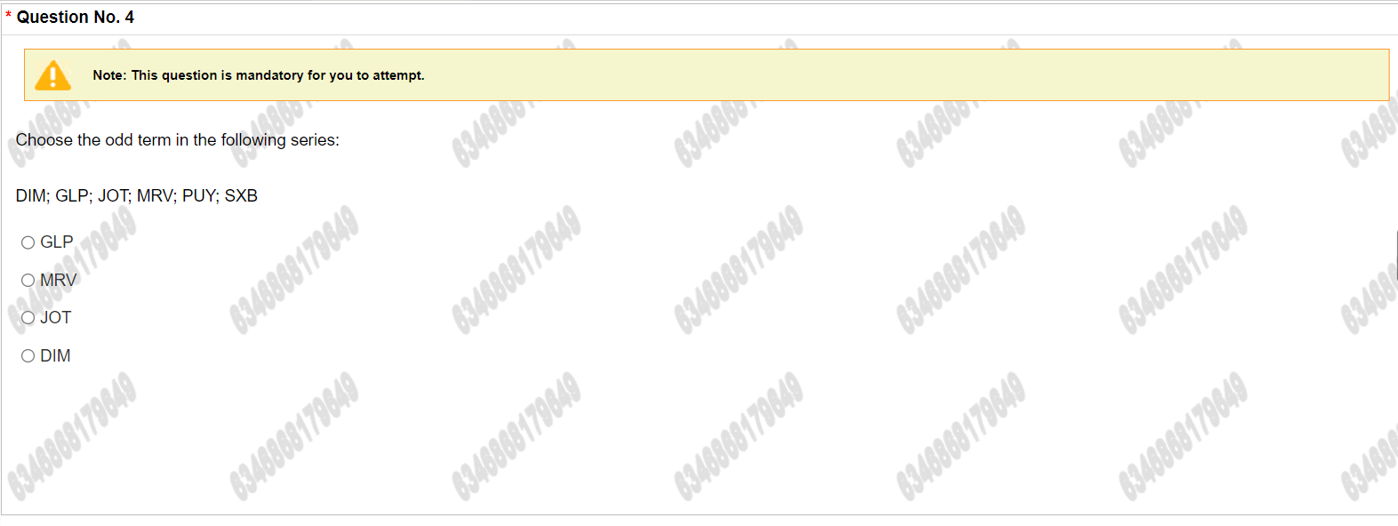 * Question No. 4
Note: This question is mandatory for you to attempt.
Choose the odd term in the following series:
DIM; GLP; JOT; MRV; PUY; SXB
GLP
MRV
JOT
DIM